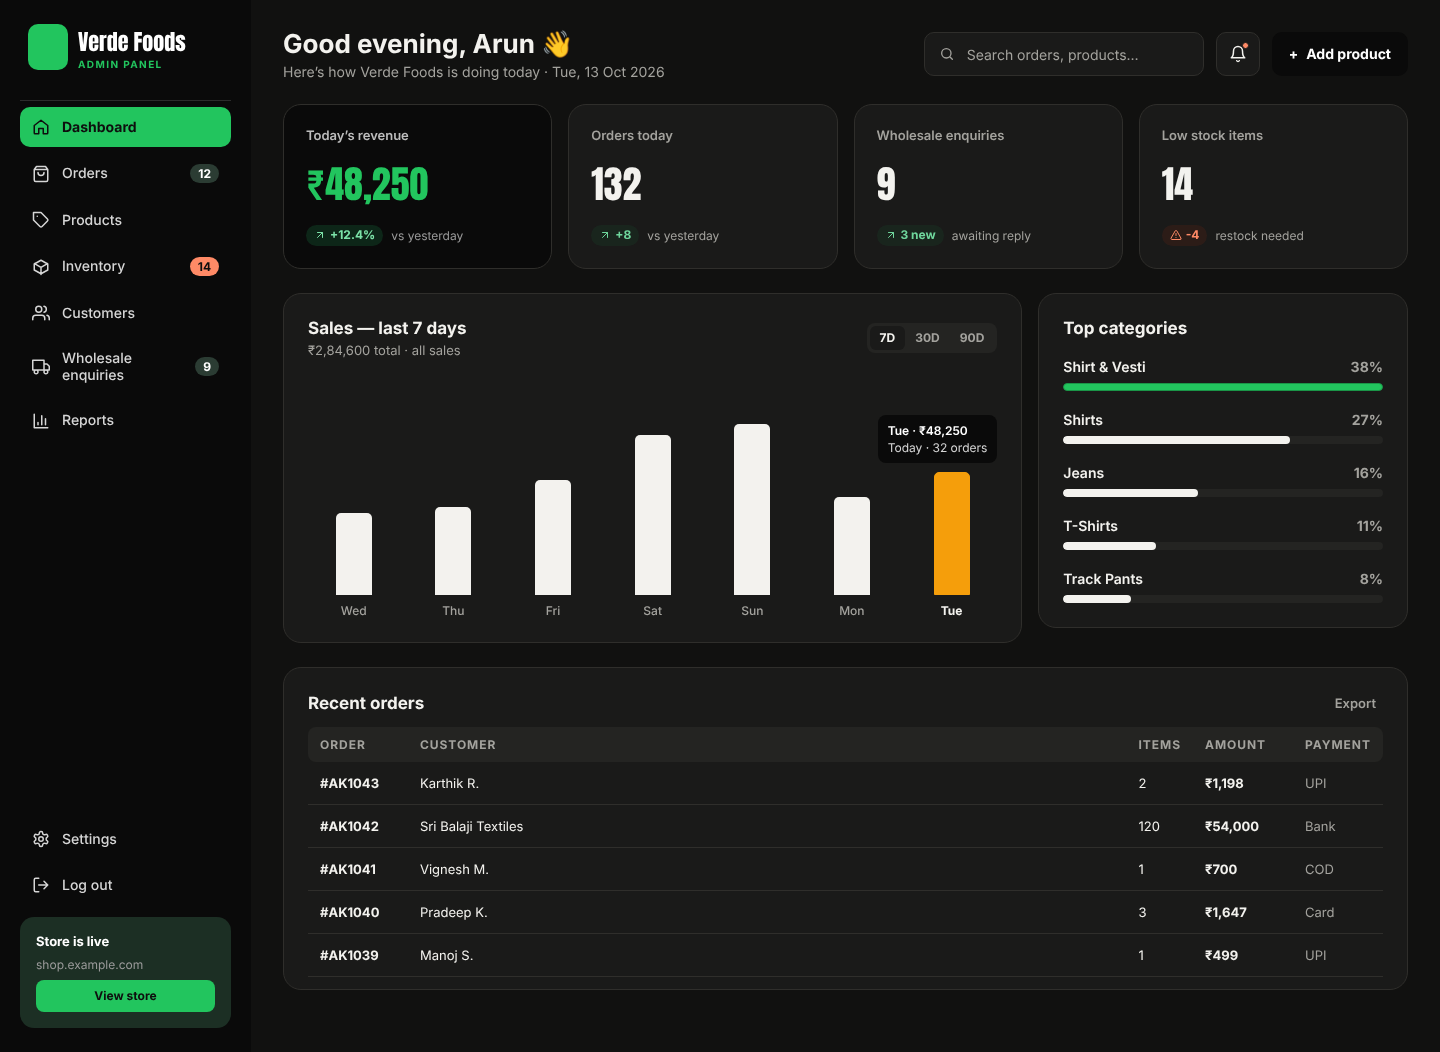 Verde Foods
ADMIN PANEL
Dashboard
Orders 12
Products
Inventory 14
Customers
Wholesale
enquiries 9
Reports
Settings
Log out
Store is live
shop.example.com
View store
Good evening, Arun 👋
Here's how Verde Foods is doing today · Tue, 13 Oct 2026
Search orders, products...
+ Add product
Today's revenue
₹48,250
+12.4% vs yesterday
Orders today
132
+8 vs yesterday
Wholesale enquiries
9
3 new awaiting reply
Low stock items
14
-4 restock needed
Sales — last 7 days
₹2,84,600 total · all sales
7D 30D 90D
Tue · ₹48,250
Today · 32 orders
Wed Thu Fri Sat Sun Mon Tue
Top categories
Shirt & Vesti 38%
Shirts 27%
Jeans 16%
T-Shirts 11%
Track Pants 8%
Recent orders
Export
ORDER CUSTOMER ITEMS AMOUNT PAYMENT
#AK1043 Karthik R. 2 ₹1,198 UPI
#AK1042 Sri Balaji Textiles 120 ₹54,000 Bank
#AK1041 Vignesh M. 1 ₹700 COD
#AK1040 Pradeep K. 3 ₹1,647 Card
#AK1039 Manoj S. 1 ₹499 UPI